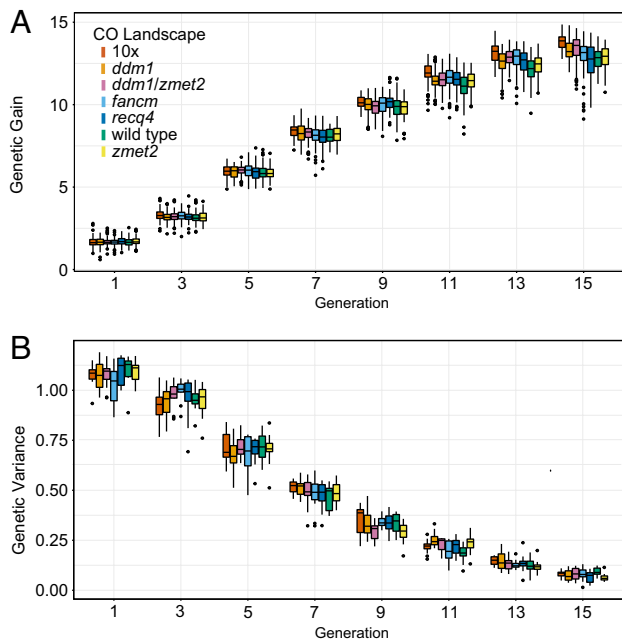 A
CO Landscape
10x
ddm1
ddm1/zmet2
fancm
recq4
wild type
zmet2
Genetic Gain
15
10
5
0
1 3 5 7 9 11 13 15
Generation
B
Genetic Variance
1.00
0.75
0.50
0.25
0.00
1 3 5 7 9 11 13 15
Generation